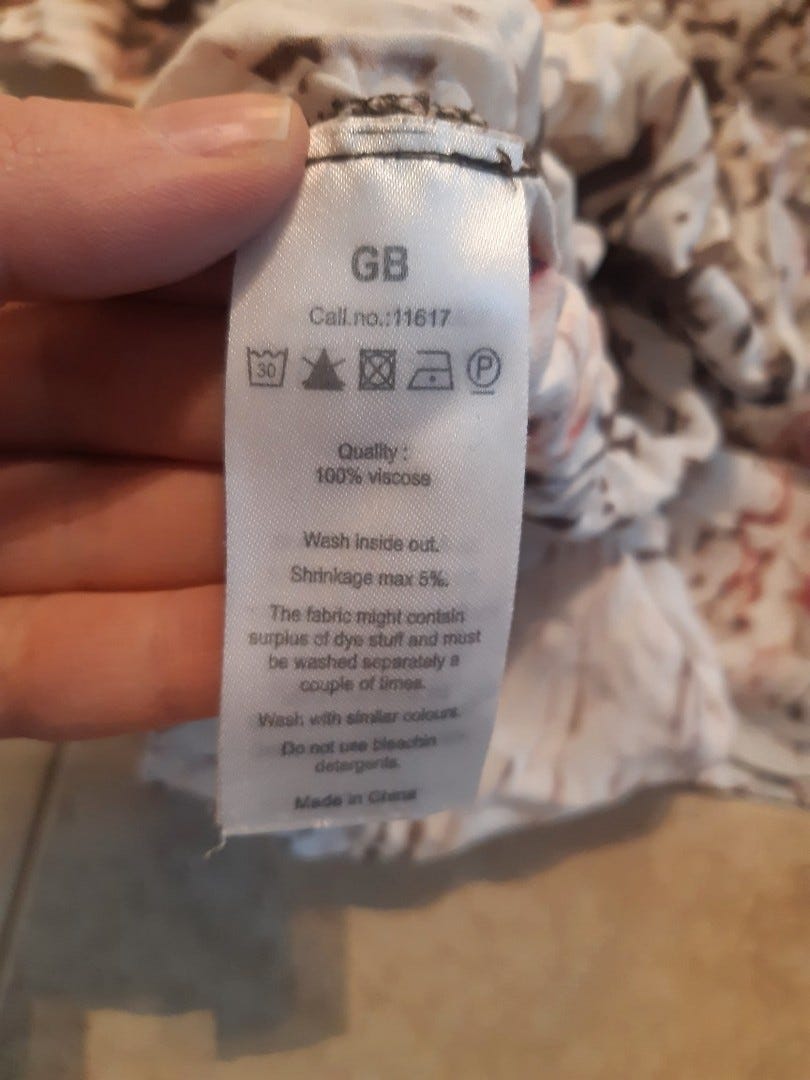 GB
Call.no.:11617
30 P
Quality :
100% viscose
Wash inside out.
Shrinkage max 5%.
The fabric might contain
surplus of dye stuff and must
be washed separately a
couple of times.
Wash with similar colours.
Do not use bleachin
detergents.
Made in China